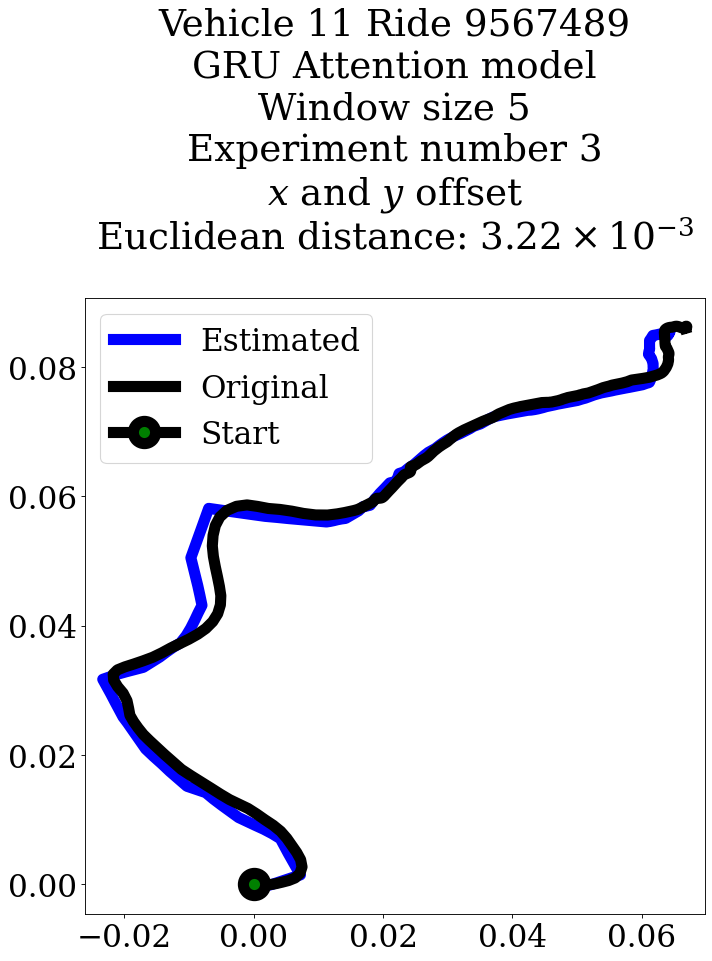 Vehicle 11 Ride 9567489
GRU Attention model
Window size 5
Experiment number 3
x and y offset
Euclidean distance: 3.22 × 10⁻³
Estimated
Original
Start
0.08
0.06
0.04
0.02
0.00
−0.02 0.00 0.02 0.04 0.06